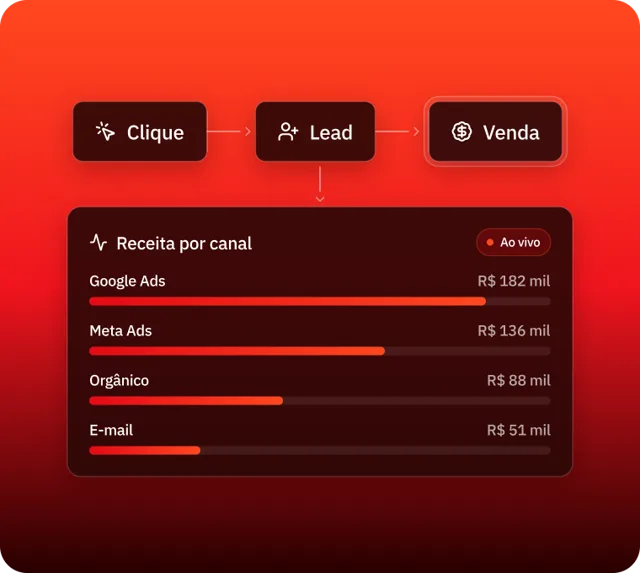 Clique
Lead
Venda
Receita por canal
Ao vivo
Google Ads
R$ 182 mil
Meta Ads
R$ 136 mil
Orgânico
R$ 88 mil
E-mail
R$ 51 mil